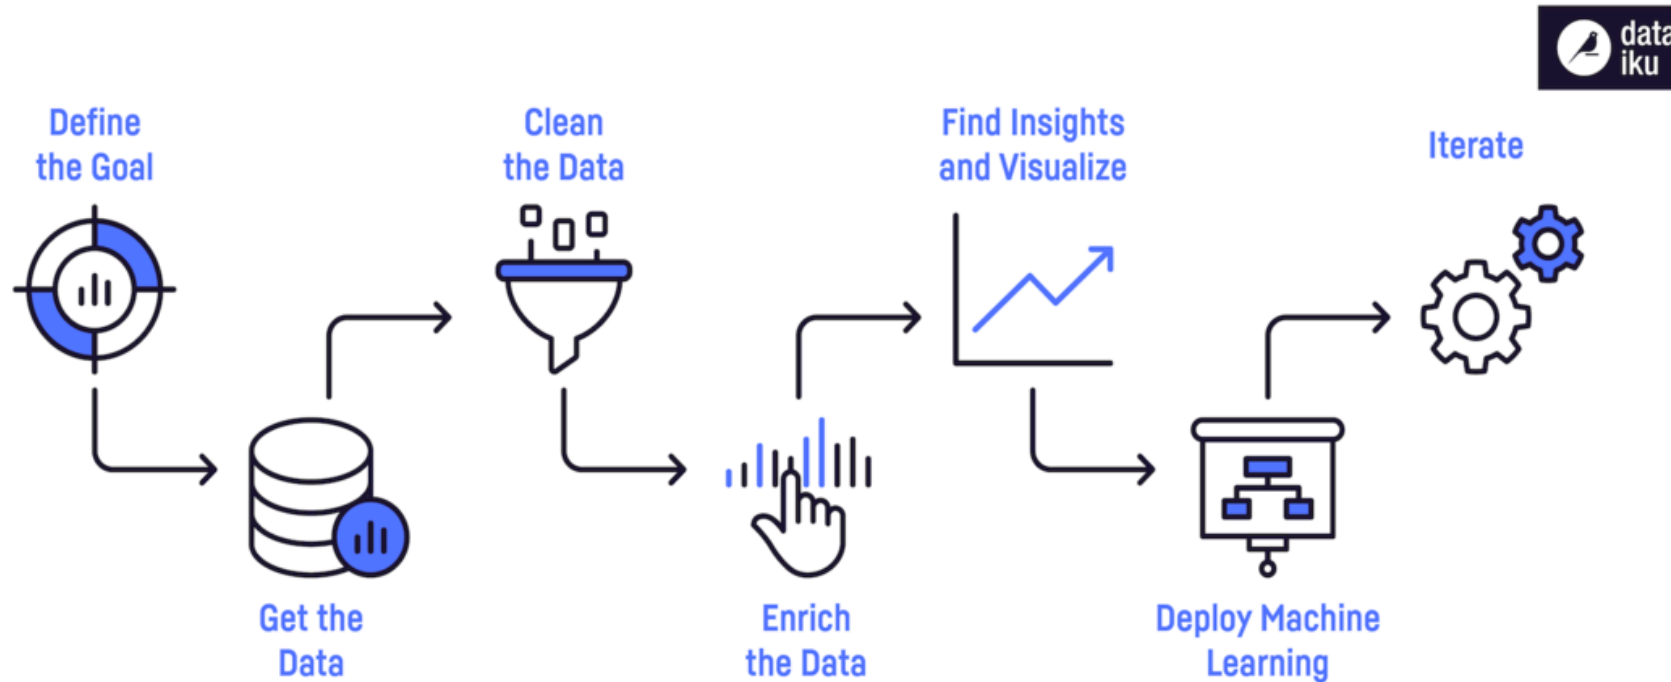 data
iku
Define
the Goal
Get the
Data
Clean
the Data
Enrich
the Data
Find Insights
and Visualize
Deploy Machine
Learning
Iterate